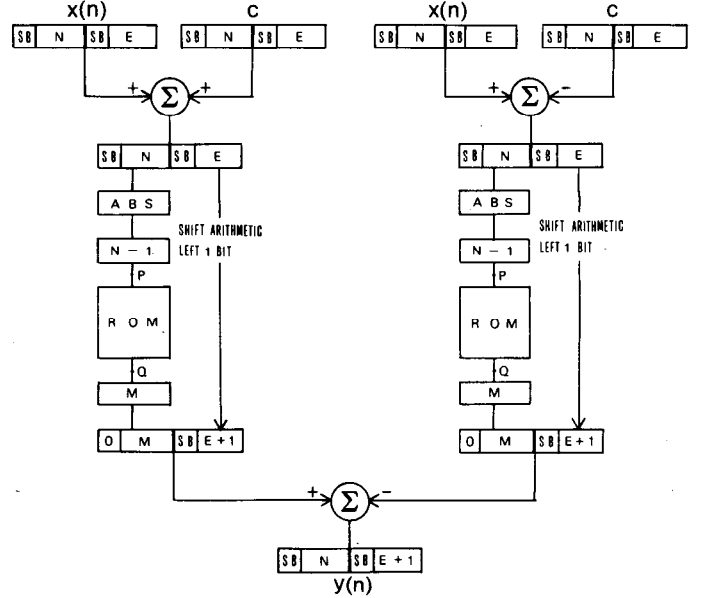 x(n) C x(n) C
SB N SB E SB N SB E SB N SB E SB N SB E
+ Σ + + Σ -
SB N SB E SB N SB E
ABS ABS
SHIFT ARITHMETIC SHIFT ARITHMETIC
N-1 LEFT 1 BIT N-1 LEFT 1 BIT
P P
ROM ROM
Q Q
M M
0 M SB E+1 0 M SB E+1
+ Σ -
SB N SB E+1
y(n)